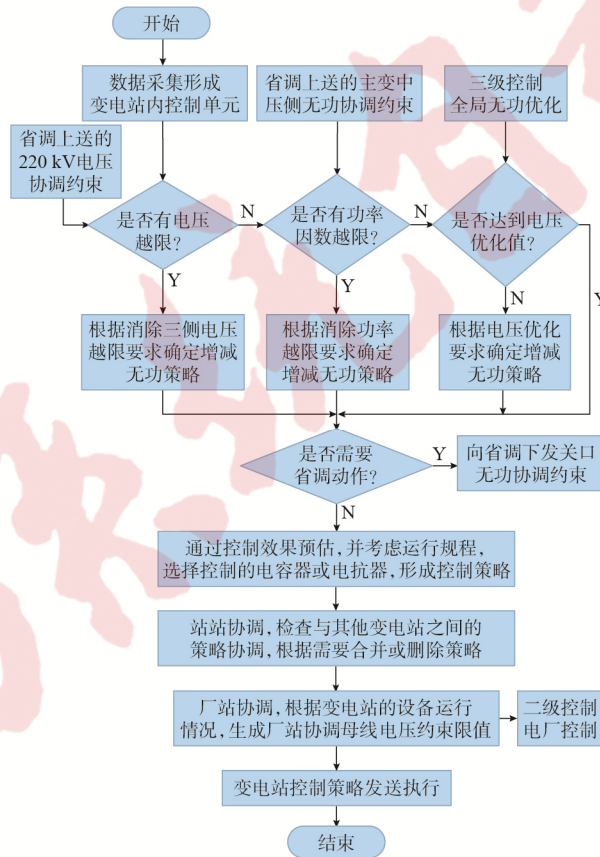 开始
数据采集形成
变电站内控制单元
省调上送的主变中
压侧无功协调约束
三级控制
全局无功优化
省调上送的
220 kV电压
协调约束
是否有电压
越限?
N
是否有功率
因数越限?
N
是否达到电压
优化值?
Y
Y
N
Y
根据消除三侧电压
越限要求确定增减
无功策略
根据消除功率
越限要求确定
增减无功策略
根据电压优化
要求确定增减
无功策略
是否需要
省调动作?
Y
向省调下发关口
无功协调约束
N
通过控制效果预估,并考虑运行规程,
选择控制的电容器或电抗器,形成控制策略
站站协调,检查与其他变电站之间的
策略协调,根据需要合并或删除策略
厂站协调,根据变电站的设备运行
情况,生成厂站协调母线电压约束限值
二级控制
电厂控制
变电站控制策略发送执行
结束